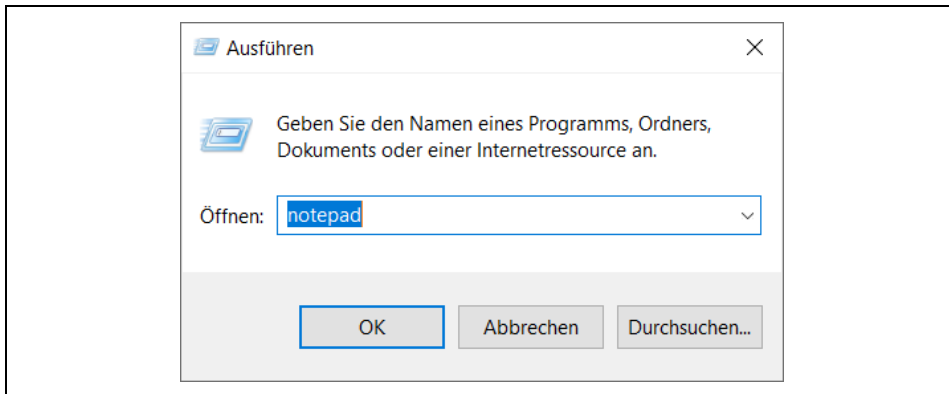 Ausführen
Geben Sie den Namen eines Programms, Ordners,
Dokuments oder einer Internetressource an.
Öffnen: notepad
OK Abbrechen Durchsuchen...